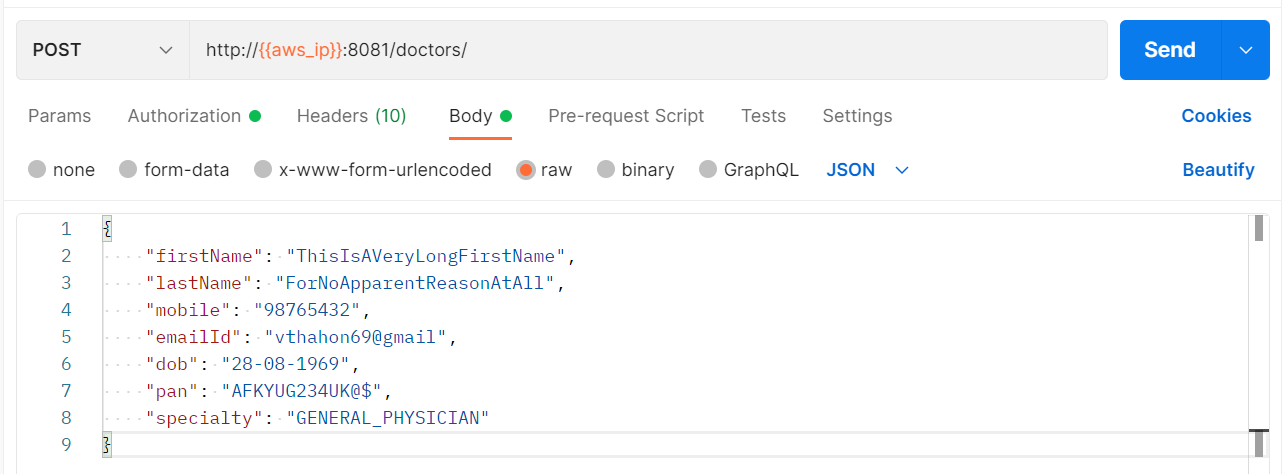 POST http://{{aws_ip}}:8081/doctors/ Send
Params Authorization Headers (10) Body Pre-request Script Tests Settings Cookies
none form-data x-www-form-urlencoded raw binary GraphQL JSON Beautify
1 {
2 "firstName": "ThisIsAVeryLongFirstName",
3 "lastName": "ForNoApparentReasonAtAll",
4 "mobile": "98765432",
5 "emailId": "vthahon69@gmail",
6 "dob": "28-08-1969",
7 "pan": "AFKYUG234UK@$",
8 "specialty": "GENERAL_PHYSICIAN"
9 }